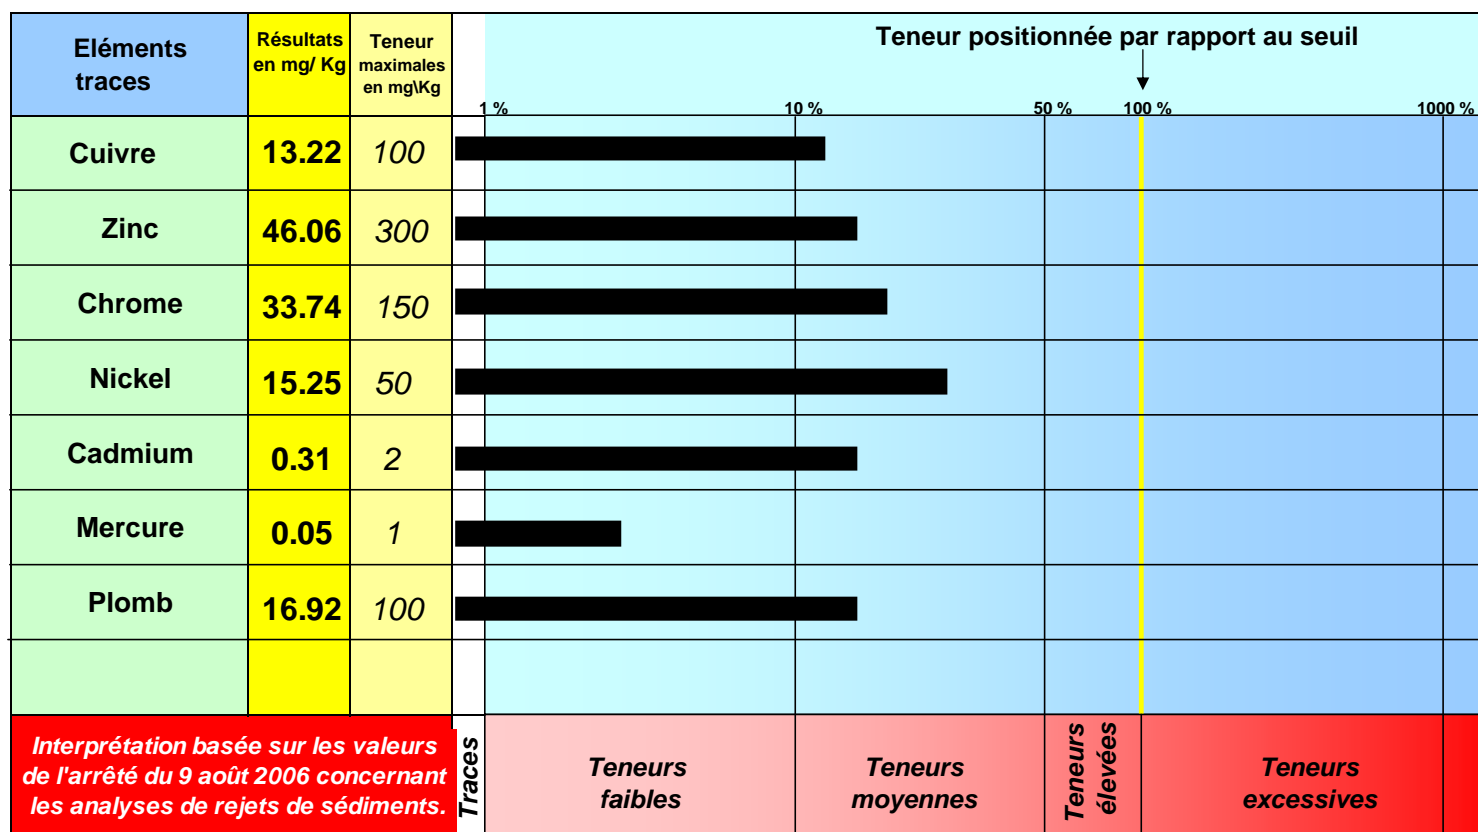 Eléments
traces
Résultats
en mg/ Kg
Teneur
maximales
en mg\Kg
Teneur positionnée par rapport au seuil
1 %
10 %
50 %
100 %
1000 %
Cuivre
13.22
100
Zinc
46.06
300
Chrome
33.74
150
Nickel
15.25
50
Cadmium
0.31
2
Mercure
0.05
1
Plomb
16.92
100
Interprétation basée sur les valeurs
de l'arrêté du 9 août 2006 concernant
les analyses de rejets de sédiments.
Traces
Teneurs
faibles
Teneurs
moyennes
Teneurs
élevées
Teneurs
excessives